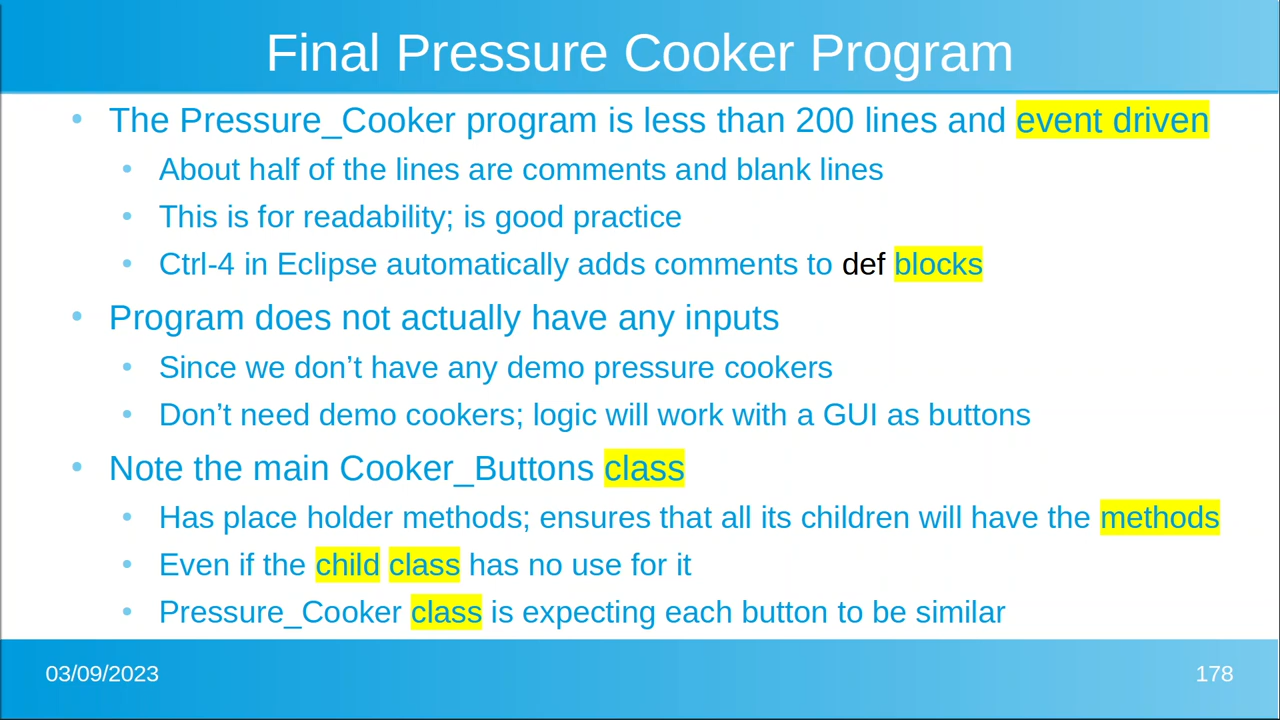 Final Pressure Cooker Program
• The Pressure_Cooker program is less than 200 lines and event driven
• About half of the lines are comments and blank lines
• This is for readability; is good practice
• Ctrl-4 in Eclipse automatically adds comments to def blocks
• Program does not actually have any inputs
• Since we don’t have any demo pressure cookers
• Don’t need demo cookers; logic will work with a GUI as buttons
• Note the main Cooker_Buttons class
• Has place holder methods; ensures that all its children will have the methods
• Even if the child class has no use for it
• Pressure_Cooker class is expecting each button to be similar
03/09/2023
178